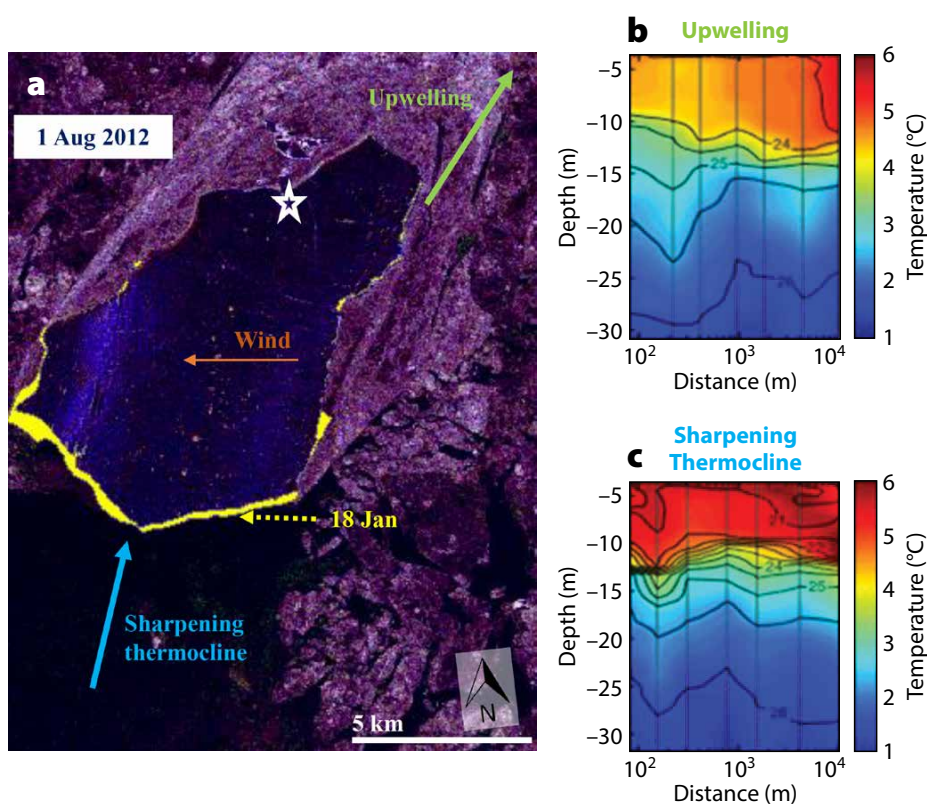 a
1 Aug 2012
Upwelling
Wind
18 Jan
Sharpening
thermocline
N
5 km
b
Upwelling
Depth (m)
−5
−10
−15
−20
−25
−30
24
25
26
10²
10³
10⁴
Distance (m)
6
5
4
3
2
1
Temperature (°C)
c
Sharpening
Thermocline
Depth (m)
−5
−10
−15
−20
−25
−30
21
24
25
26
10²
10³
10⁴
Distance (m)
6
5
4
3
2
1
Temperature (°C)